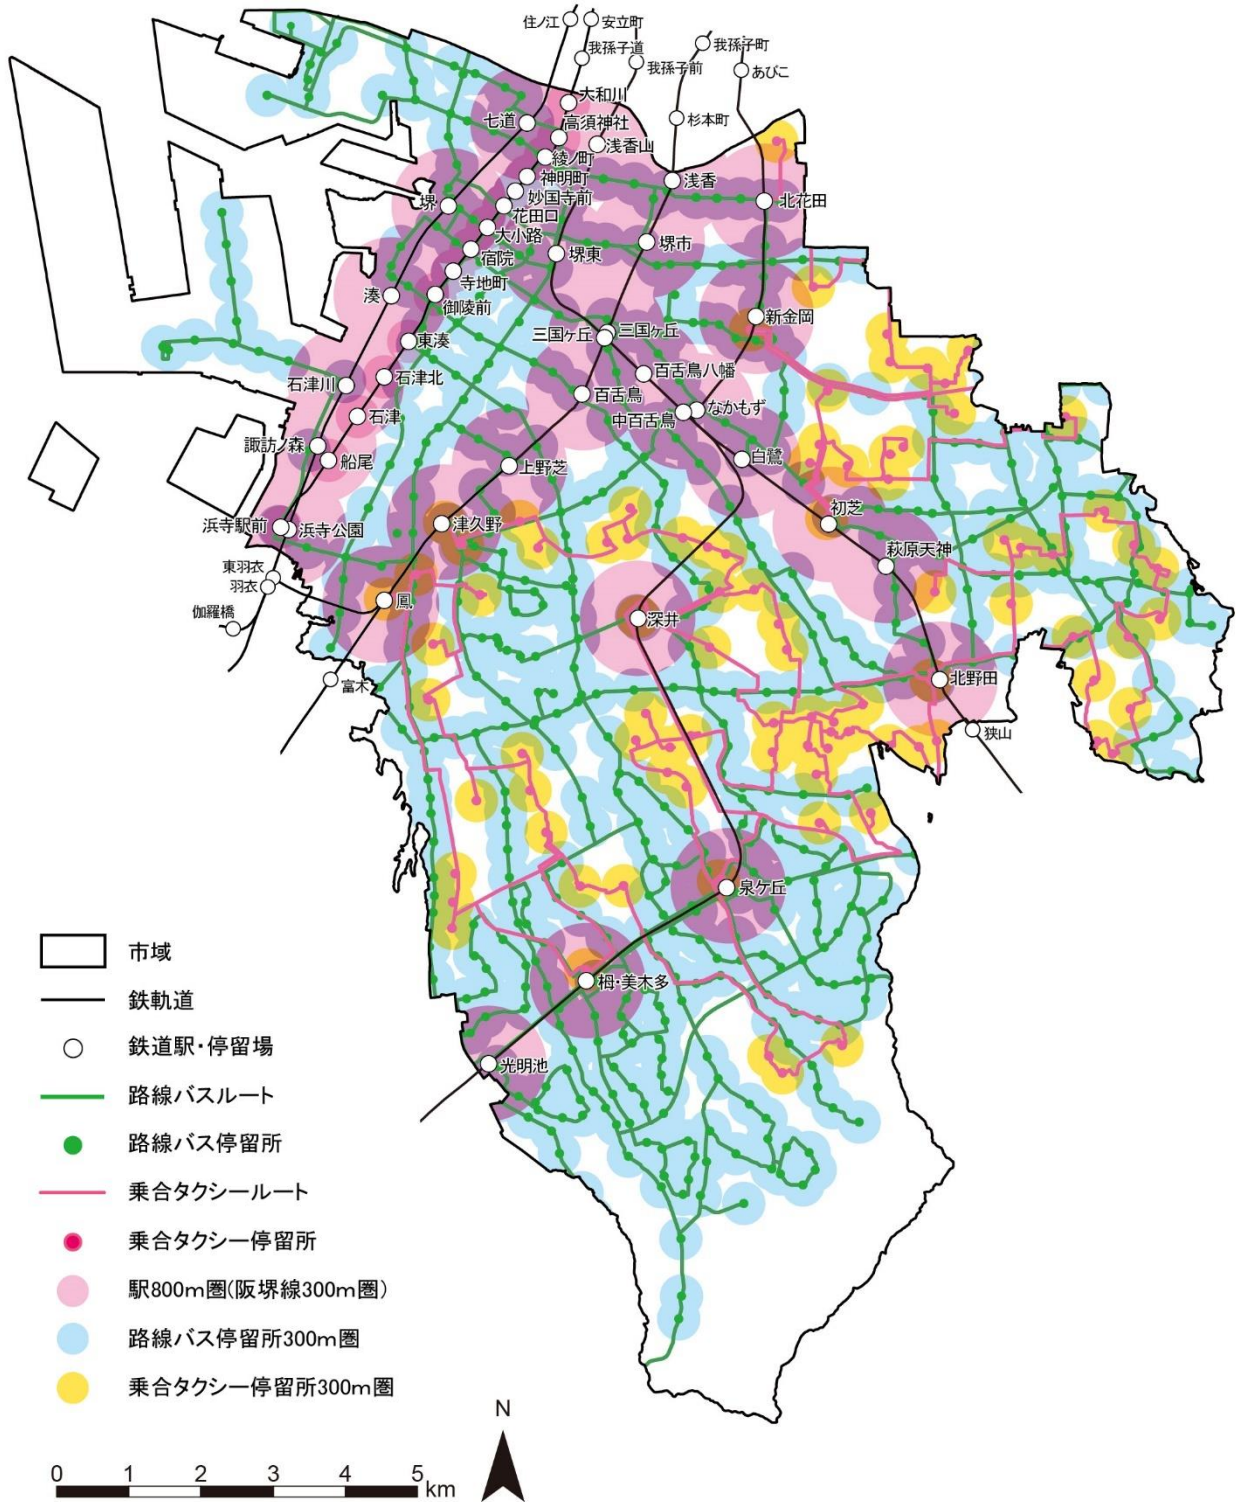 住ノ江
安立町
我孫子道
我孫子前
我孫子町
あびこ
大和川
七道
高須神社
杉本町
浅香山
綾ノ町
神明町
浅香
妙国寺前
北花田
堺
花田口
大小路
堺市
宿院
堺東
寺地町
湊
御陵前
新金岡
三国ヶ丘
三国ヶ丘
東湊
百舌鳥八幡
石津川
石津北
百舌鳥
なかもず
中百舌鳥
石津
諏訪ノ森
船尾
白鷺
上野芝
浜寺駅前
浜寺公園
津久野
初芝
萩原天神
東羽衣
羽衣
鳳
伽羅橋
深井
富木
北野田
狭山
泉ケ丘
栂・美木多
光明池
市域
鉄軌道
鉄道駅・停留場
路線バスルート
路線バス停留所
乗合タクシールート
乗合タクシー停留所
駅800m圏(阪堺線300m圏)
路線バス停留所300m圏
乗合タクシー停留所300m圏
N
0 1 2 3 4 5 km